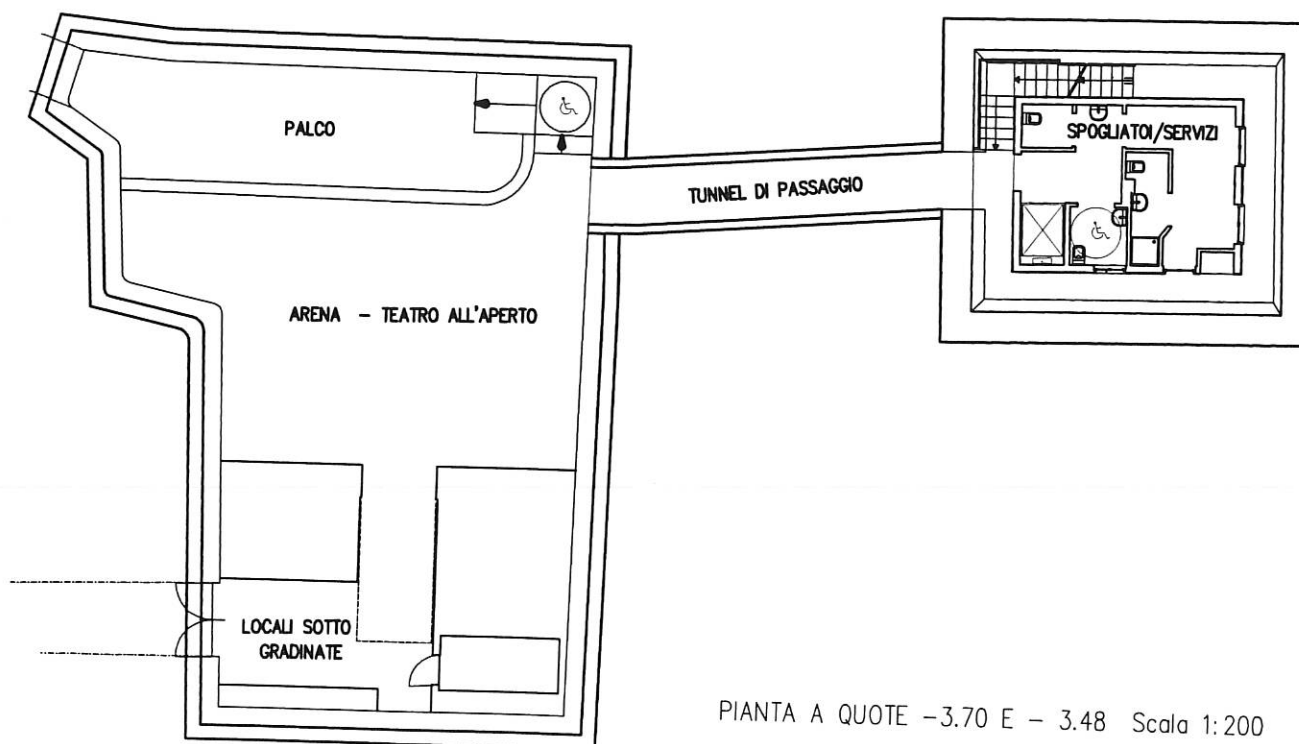 PALCO
SPOGLIATOI/SERVIZI
TUNNEL DI PASSAGGIO
ARENA - TEATRO ALL'APERTO
LOCALI SOTTO
GRADINATE
PIANTA A QUOTE -3.70 E - 3.48 Scala 1:200